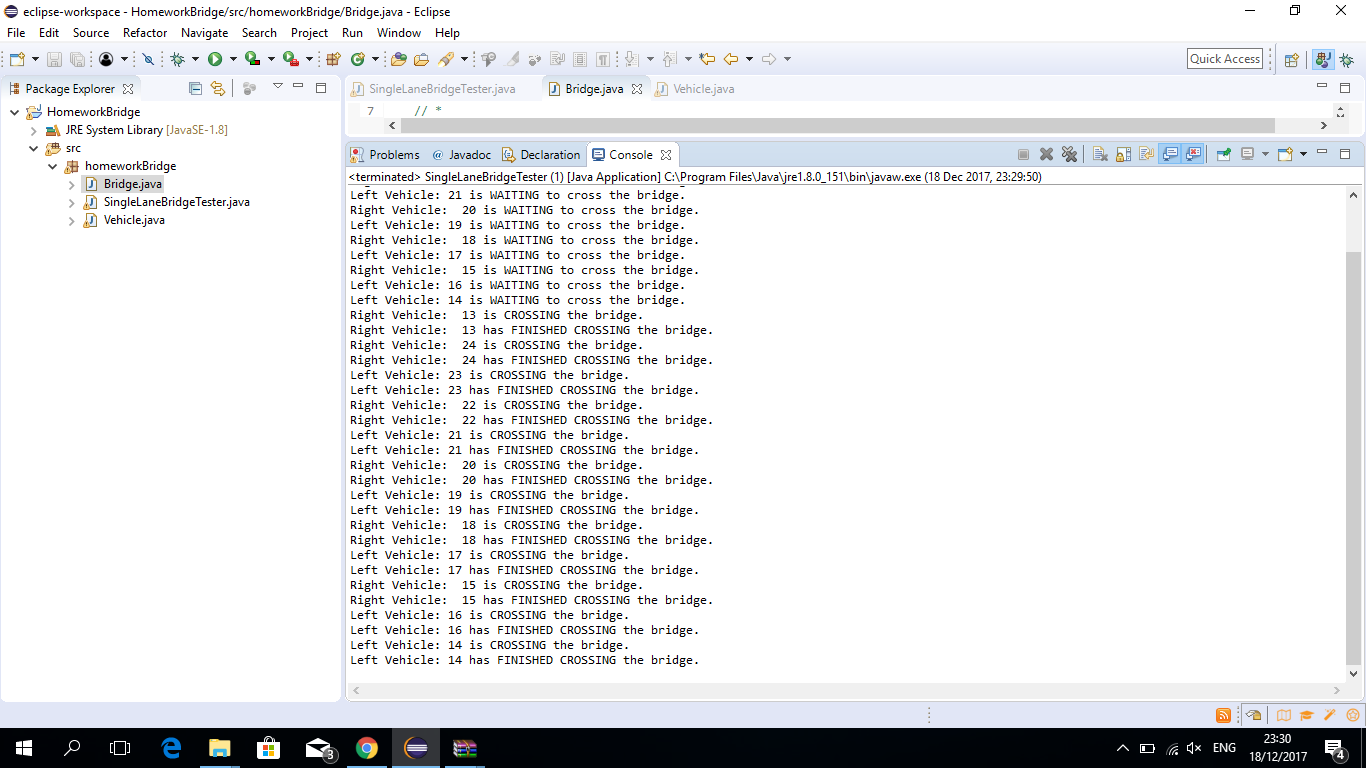 eclipse-workspace - HomeworkBridge/src/homeworkBridge/Bridge.java - Eclipse
File Edit Source Refactor Navigate Search Project Run Window Help
Quick Access
Package Explorer
HomeworkBridge
JRE System Library [JavaSE-1.8]
src
homeworkBridge
Bridge.java
SingleLaneBridgeTester.java
Vehicle.java
SingleLaneBridgeTester.java Bridge.java Vehicle.java
7 // *
Problems @ Javadoc Declaration Console
<terminated> SingleLaneBridgeTester (1) [Java Application] C:\Program Files\Java\jre1.8.0_151\bin\javaw.exe (18 Dec 2017, 23:29:50)
Left Vehicle: 21 is WAITING to cross the bridge.
Right Vehicle:  20 is WAITING to cross the bridge.
Left Vehicle: 19 is WAITING to cross the bridge.
Right Vehicle:  18 is WAITING to cross the bridge.
Left Vehicle: 17 is WAITING to cross the bridge.
Right Vehicle:  15 is WAITING to cross the bridge.
Left Vehicle: 16 is WAITING to cross the bridge.
Left Vehicle: 14 is WAITING to cross the bridge.
Right Vehicle:  13 is CROSSING the bridge.
Right Vehicle:  13 has FINISHED CROSSING the bridge.
Right Vehicle:  24 is CROSSING the bridge.
Right Vehicle:  24 has FINISHED CROSSING the bridge.
Left Vehicle: 23 is CROSSING the bridge.
Left Vehicle: 23 has FINISHED CROSSING the bridge.
Right Vehicle:  22 is CROSSING the bridge.
Right Vehicle:  22 has FINISHED CROSSING the bridge.
Left Vehicle: 21 is CROSSING the bridge.
Left Vehicle: 21 has FINISHED CROSSING the bridge.
Right Vehicle:  20 is CROSSING the bridge.
Right Vehicle:  20 has FINISHED CROSSING the bridge.
Left Vehicle: 19 is CROSSING the bridge.
Left Vehicle: 19 has FINISHED CROSSING the bridge.
Right Vehicle:  18 is CROSSING the bridge.
Right Vehicle:  18 has FINISHED CROSSING the bridge.
Left Vehicle: 17 is CROSSING the bridge.
Left Vehicle: 17 has FINISHED CROSSING the bridge.
Right Vehicle:  15 is CROSSING the bridge.
Right Vehicle:  15 has FINISHED CROSSING the bridge.
Left Vehicle: 16 is CROSSING the bridge.
Left Vehicle: 16 has FINISHED CROSSING the bridge.
Left Vehicle: 14 is CROSSING the bridge.
Left Vehicle: 14 has FINISHED CROSSING the bridge.
3
ENG
23:30
18/12/2017
4